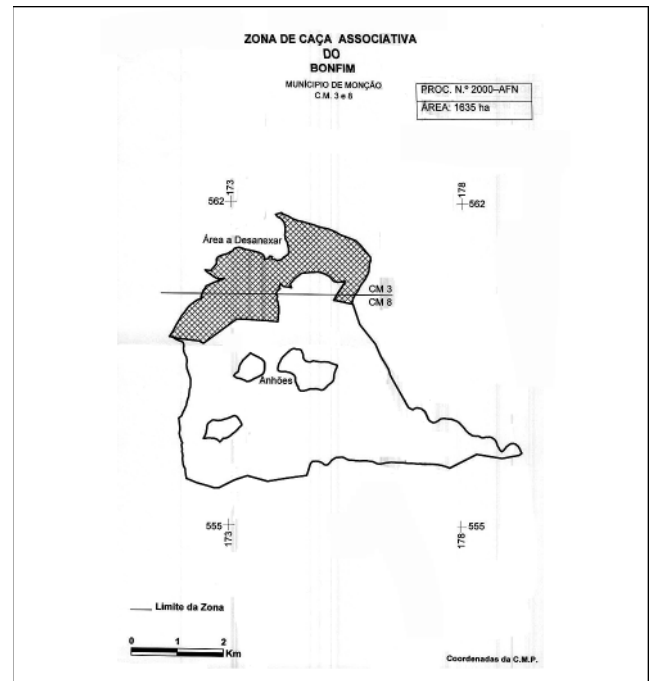 ZONA DE CAÇA ASSOCIATIVA
DO
BONFIM
MUNÍCIPIO DE MONÇÃO
C.M. 3 e 8
PROC. N.º 2000–AFN
ÁREA: 1635 ha
173
562
178
562
Área a Desanexar
CM 3
CM 8
Anhões
555
173
555
178
Limite da Zona
0 1 2
Km
Coordenadas da C.M.P.